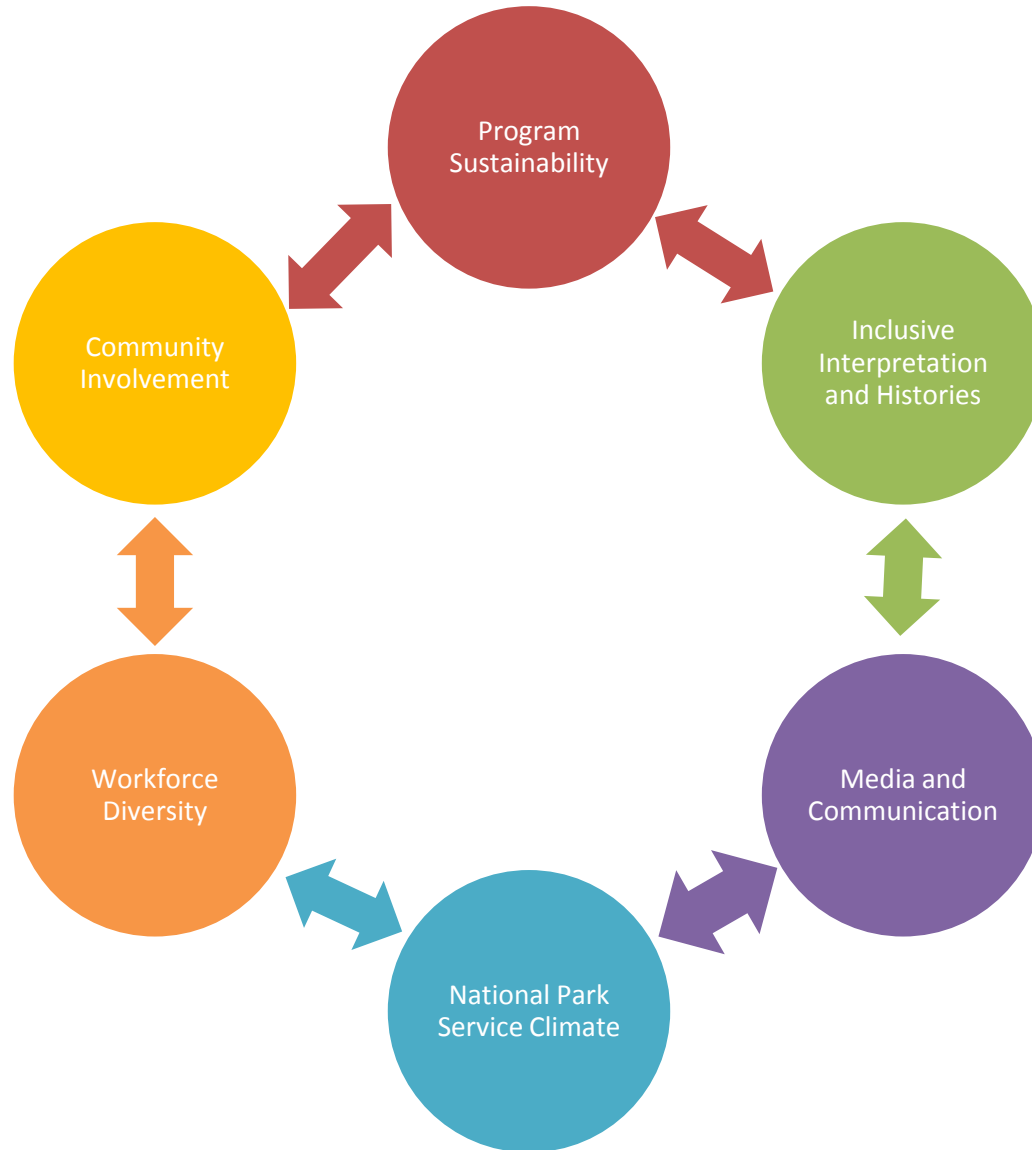 Program
Sustainability
Inclusive
Interpretation
and Histories
Media and
Communication
National Park
Service Climate
Workforce
Diversity
Community
Involvement